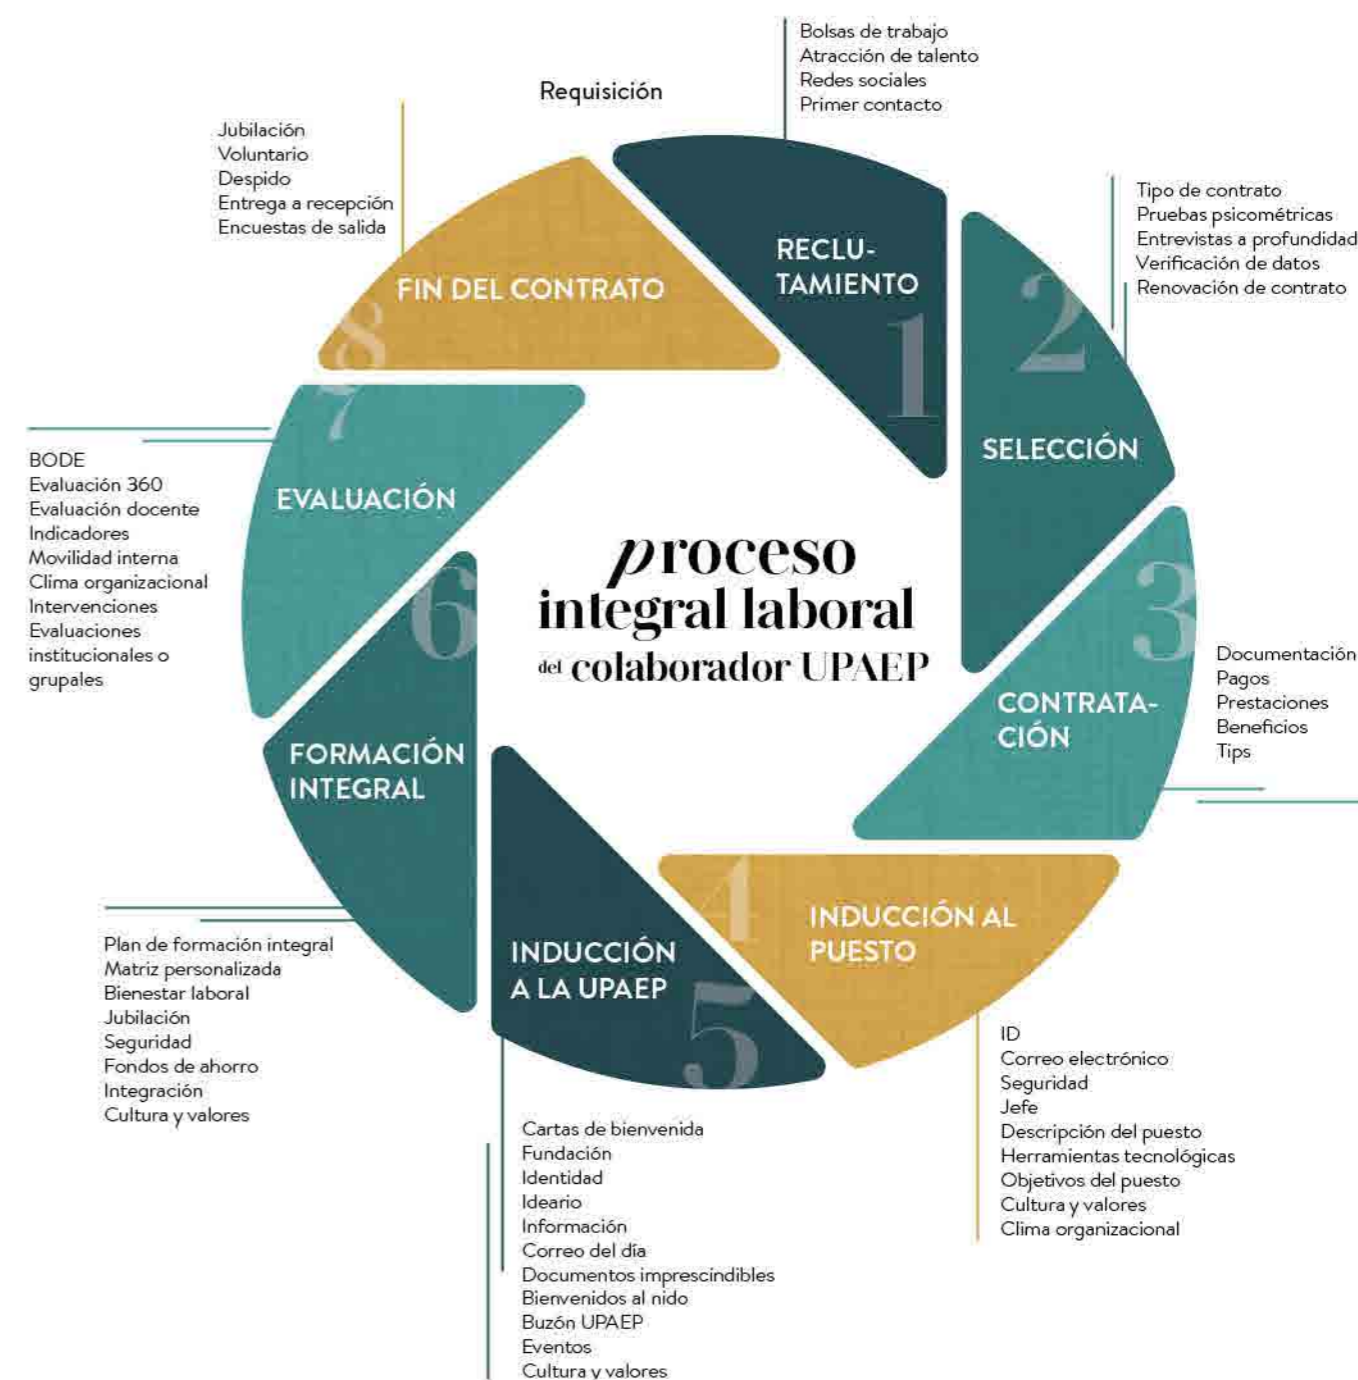 Requisición
Bolsas de trabajo
Atracción de talento
Redes sociales
Primer contacto
RECLU-
TAMIENTO
1
Tipo de contrato
Pruebas psicométricas
Entrevistas a profundidad
Verificación de datos
Renovación de contrato
2
SELECCIÓN
3
CONTRATA-
CIÓN
Documentación
Pagos
Prestaciones
Beneficios
Tips
4
INDUCCIÓN AL
PUESTO
ID
Correo electrónico
Seguridad
Jefe
Descripción del puesto
Herramientas tecnológicas
Objetivos del puesto
Cultura y valores
Clima organizacional
INDUCCIÓN
A LA UPAEP
5
Cartas de bienvenida
Fundación
Identidad
Ideario
Información
Correo del día
Documentos imprescindibles
Bienvenidos al nido
Buzón UPAEP
Eventos
Cultura y valores
6
FORMACIÓN
INTEGRAL
Plan de formación integral
Matriz personalizada
Bienestar laboral
Jubilación
Seguridad
Fondos de ahorro
Integración
Cultura y valores
7
EVALUACIÓN
BODE
Evaluación 360
Evaluación docente
Indicadores
Movilidad interna
Clima organizacional
Intervenciones
Evaluaciones
institucionales o
grupales
8
FIN DEL CONTRATO
Jubilación
Voluntario
Despido
Entrega a recepción
Encuestas de salida
proceso
integral laboral
del colaborador UPAEP